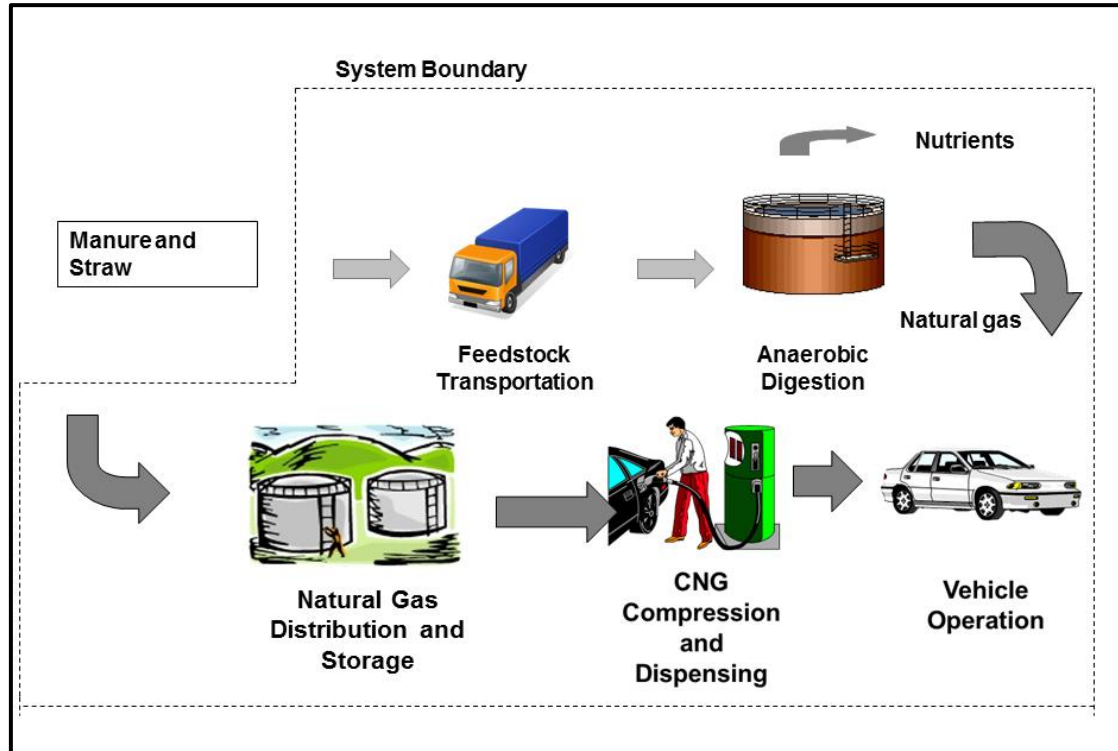 System Boundary
Nutrients
Manure and
Straw
Natural gas
Feedstock
Transportation
Anaerobic
Digestion
Natural Gas
Distribution and
Storage
CNG
Compression
and
Dispensing
Vehicle
Operation